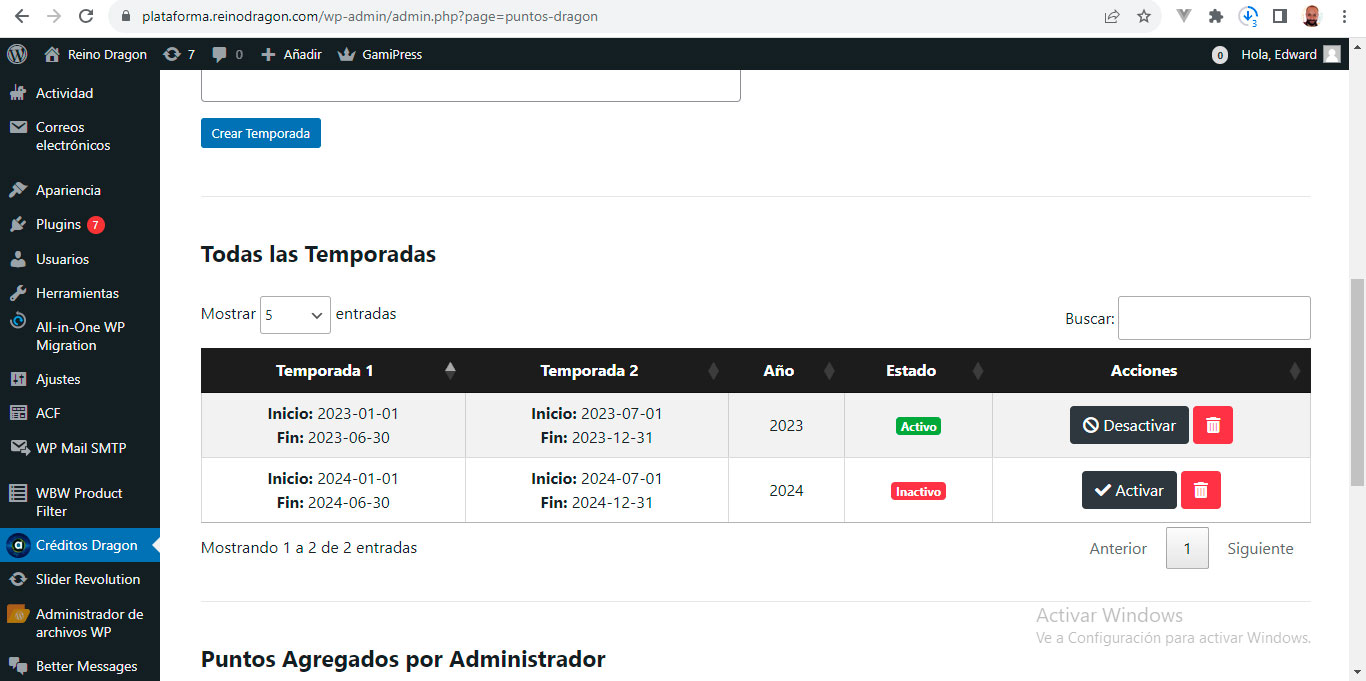 plataforma.reinodragon.com/wp-admin/admin.php?page=puntos-dragon
3
Reino Dragon
7
0
Añadir
GamiPress
0
Hola, Edward
Actividad
Correos
electrónicos
Apariencia
Plugins 7
Usuarios
Herramientas
All-in-One WP
Migration
Ajustes
ACF
WP Mail SMTP
WBW Product
Filter
Créditos Dragon
Slider Revolution
Administrador de
archivos WP
Better Messages
Crear Temporada
Todas las Temporadas
Mostrar 5 entradas
Buscar:
Temporada 1 Temporada 2 Año Estado Acciones
Inicio: 2023-01-01 Inicio: 2023-07-01
Fin: 2023-06-30 Fin: 2023-12-31
2023 Activo Desactivar
Inicio: 2024-01-01 Inicio: 2024-07-01
Fin: 2024-06-30 Fin: 2024-12-31
2024 Inactivo Activar
Mostrando 1 a 2 de 2 entradas
Anterior 1 Siguiente
Activar Windows
Ve a Configuración para activar Windows.
Puntos Agregados por Administrador